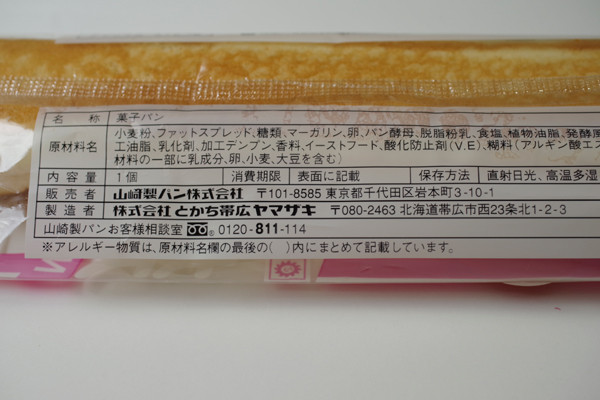 名　称 菓子パン
原材料名 小麦粉、ファットスプレッド、糖類、マーガリン、卵、パン酵母、脱脂粉乳、食塩、植物油脂、発酵風
工油脂、乳化剤、加工デンプン、香料、イーストフード、酸化防止剤(V.E)、糊料(アルギン酸エス
材料の一部に乳成分、卵、小麦、大豆を含む)
内容量 1個 消費期限 表面に記載 保存方法 直射日光、高温多湿
販売者 山崎製パン株式会社 〒101-8585 東京都千代田区岩本町3-10-1
製造者 株式会社とかち帯広ヤマザキ 〒080-2463 北海道帯広市西23条北1-2-3
山崎製パンお客様相談室 0120-811-114
※アレルギー物質は、原材料名欄の最後の( )内にまとめて記載しています。